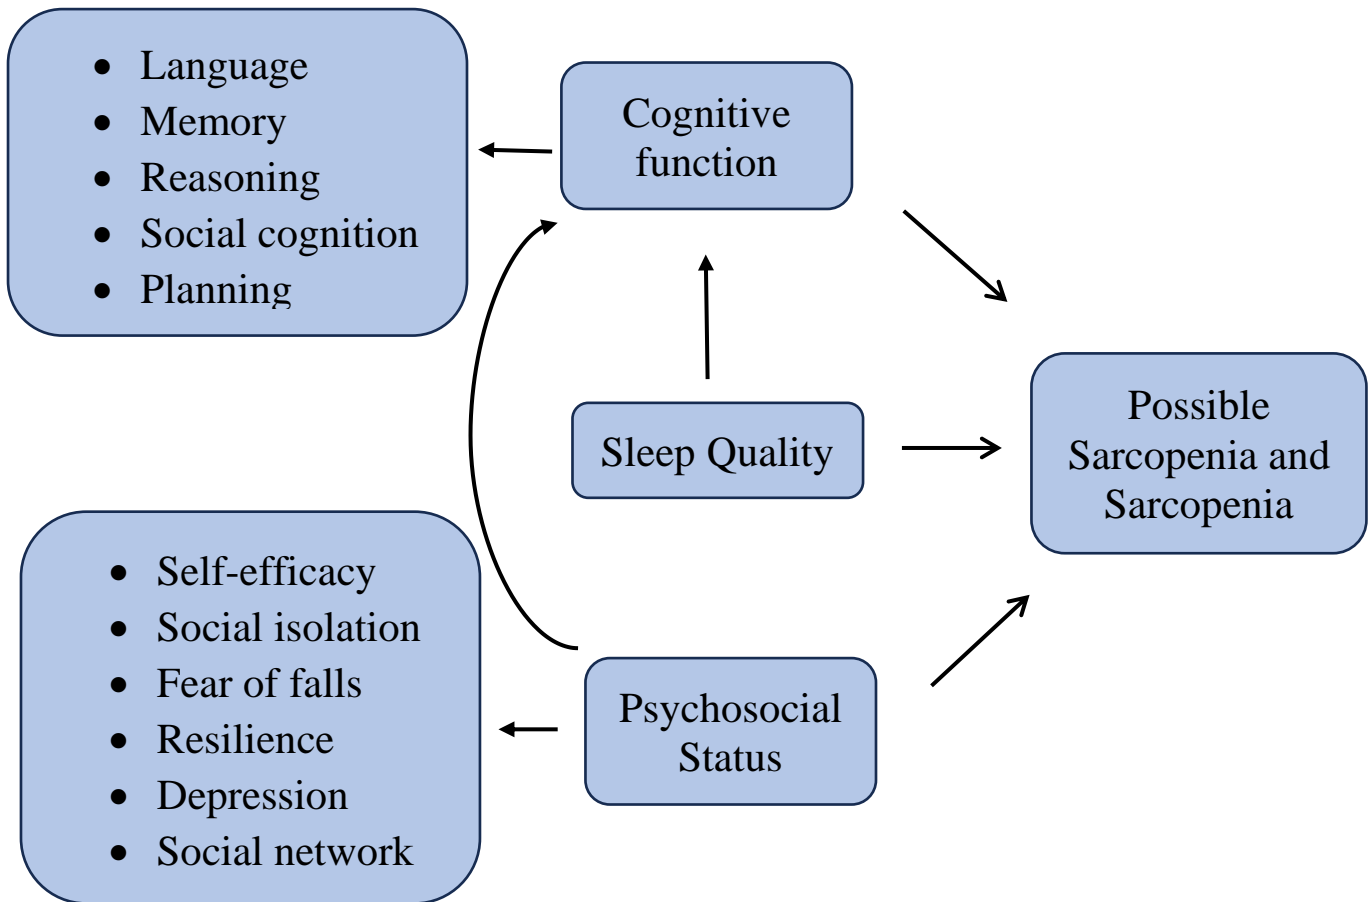 • Language
• Memory
• Reasoning
• Social cognition
• Planning
Cognitive
function
Sleep Quality
Possible
Sarcopenia and
Sarcopenia
• Self-efficacy
• Social isolation
• Fear of falls
• Resilience
• Depression
• Social network
Psychosocial
Status